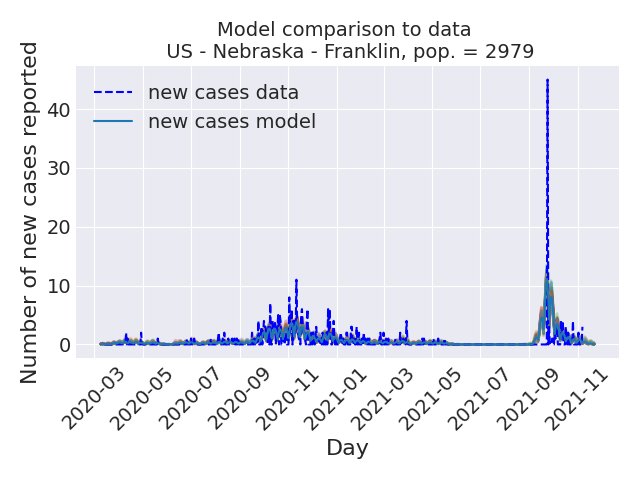 Model comparison to data
US - Nebraska - Franklin, pop. = 2979
Number of new cases reported
40
30
20
10
0
new cases data
new cases model
2020-03
2020-05
2020-07
2020-09
2020-11
2021-01
2021-03
2021-05
2021-07
2021-09
2021-11
Day